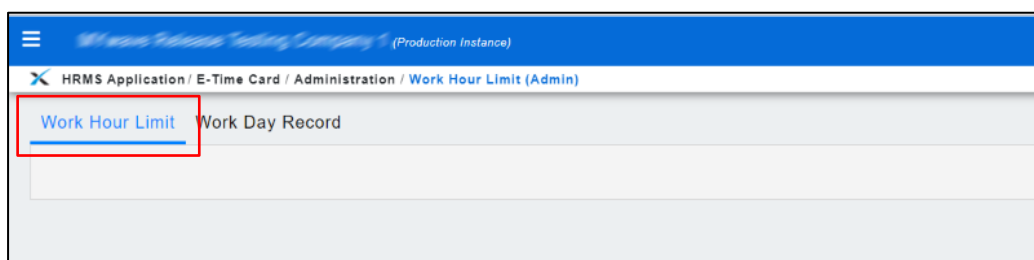 (Production Instance)
HRMS Application / E-Time Card / Administration / Work Hour Limit (Admin)
Work Hour Limit Work Day Record